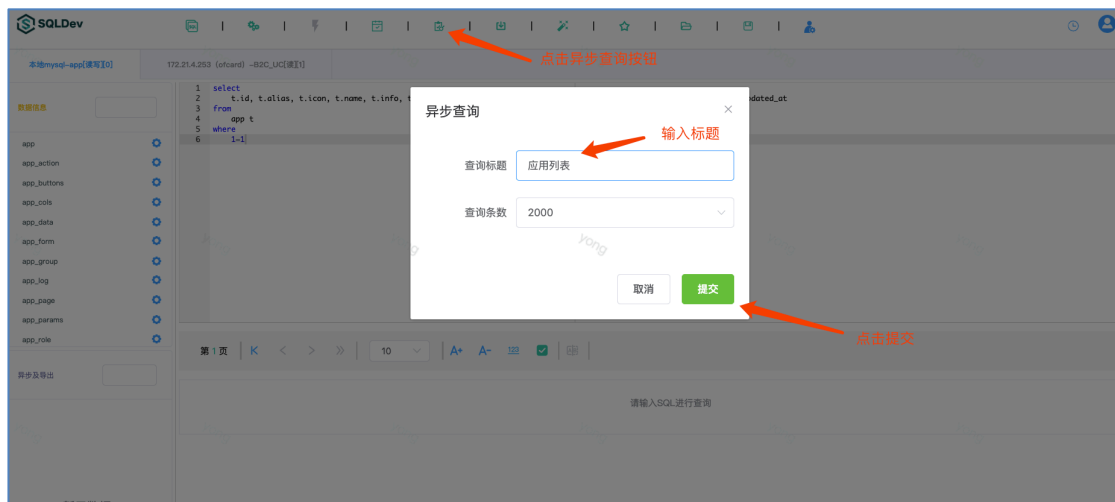 SQLDev
点击异步查询按钮
本地mysql-app[读写][0]
172.21.4.253 (ofcard) -B2C_UC[读][1]
数据信息
app
app_action
app_buttons
app_cols
app_data
app_form
app_group
app_log
app_page
app_params
app_role
异步及导出
1 select
2 t.id, t.alias, t.icon, t.name, t.info, t
dated_at
3 from
4 app t
5 where
6 1=1
异步查询
输入标题
查询标题 应用列表
查询条数 2000
yong
取消 提交
点击提交
第1页 10 A+ A- 123
请输入SQL进行查询